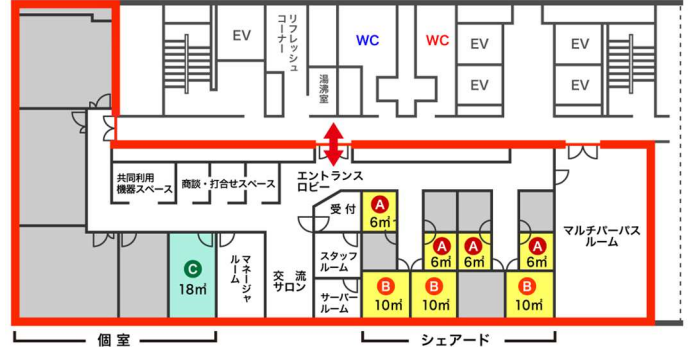 EV
リフレッシュ
コーナー
湯沸室
WC
WC
EV
EV
EV
EV
共同利用
機器スペース
商談・打合せスペース
エントランス
ロビー
受付
A
6㎡
マルチパーパス
ルーム
C
18㎡
マネージャ
ルーム
交流
サロン
スタッフ
ルーム
サーバー
ルーム
A
6㎡
A
6㎡
A
6㎡
B
10㎡
B
10㎡
B
10㎡
個室
シェアード